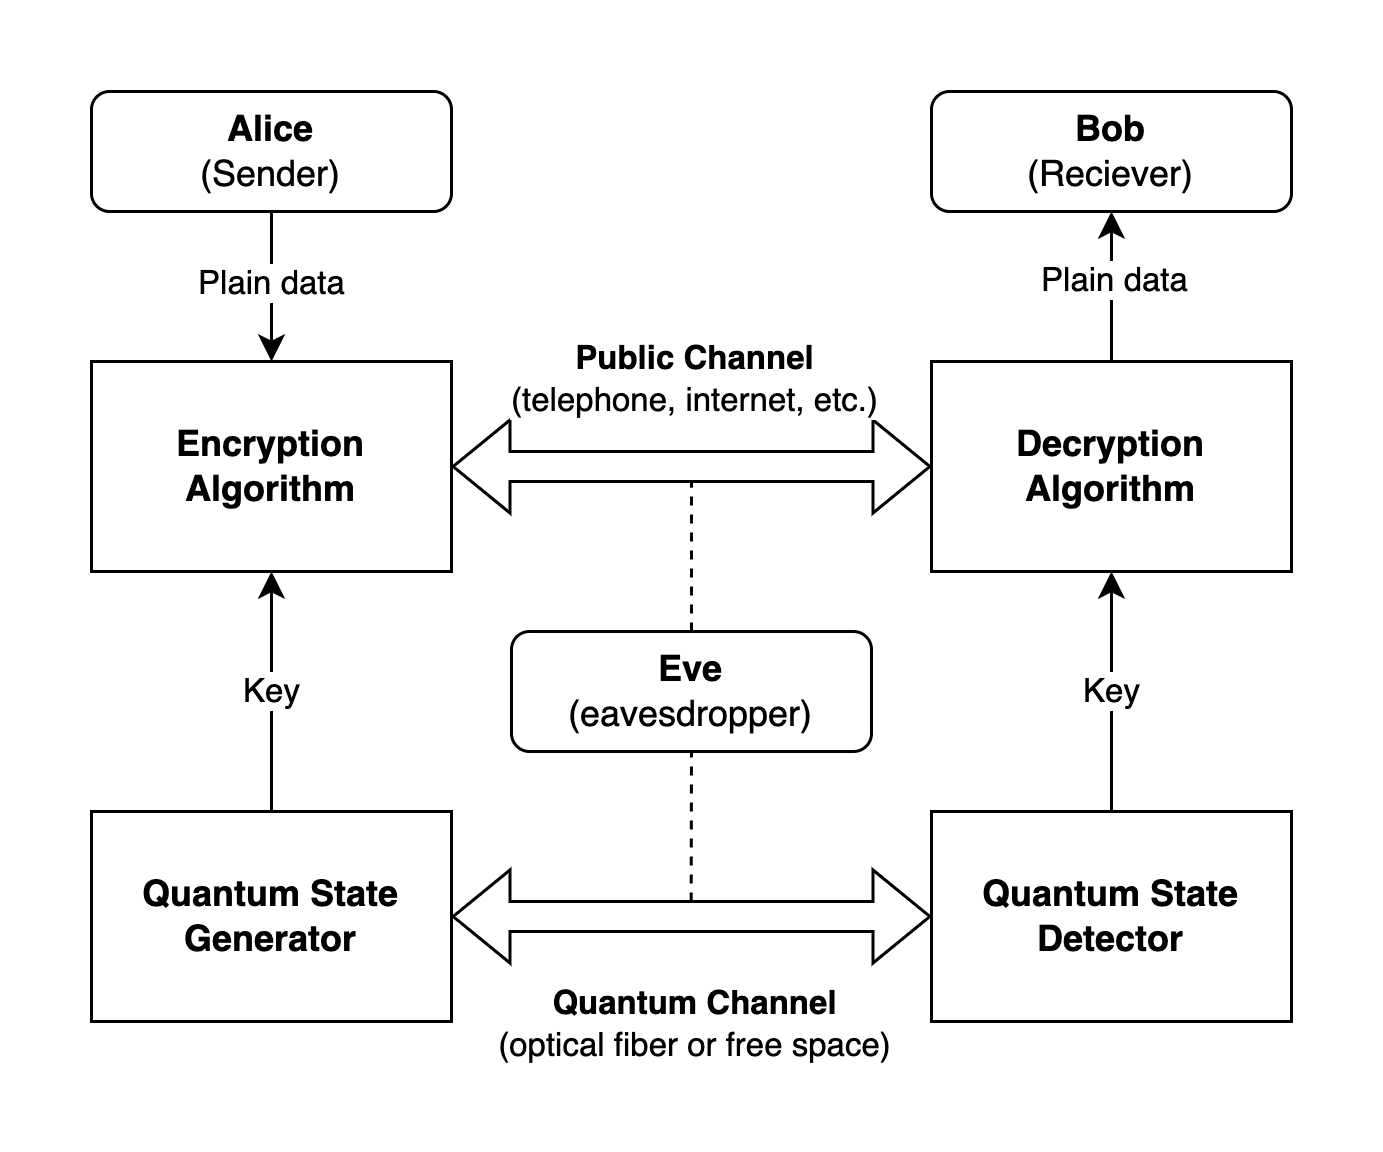 Alice
(Sender)
Bob
(Reciever)
Plain data
Plain data
Public Channel
(telephone, internet, etc.)
Encryption
Algorithm
Decryption
Algorithm
Eve
(eavesdropper)
Key
Key
Quantum State
Generator
Quantum State
Detector
Quantum Channel
(optical fiber or free space)